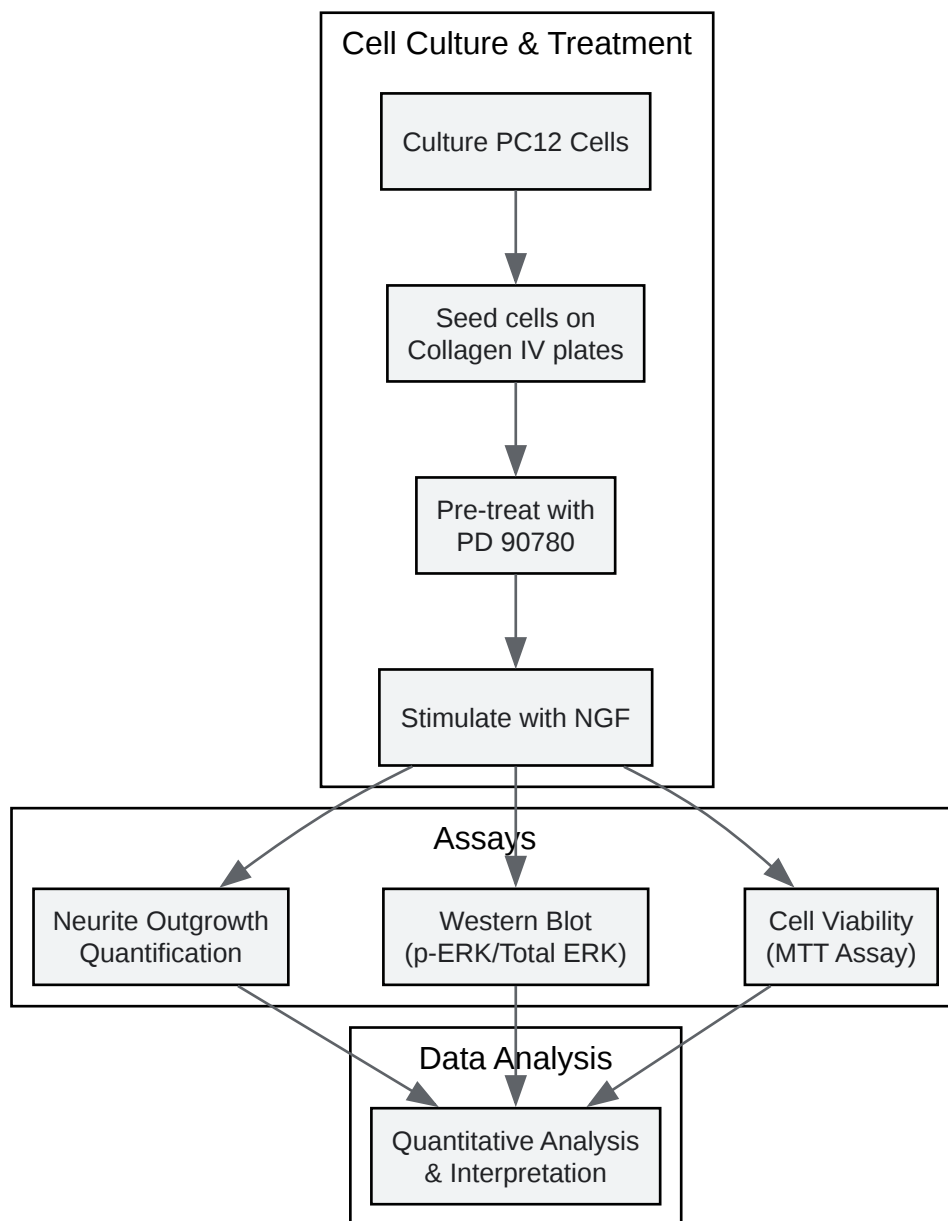 Cell Culture & Treatment
Culture PC12 Cells
Seed cells on
Collagen IV plates
Pre-treat with
PD 90780
Stimulate with NGF
Assays
Neurite Outgrowth
Quantification
Western Blot
(p-ERK/Total ERK)
Cell Viability
(MTT Assay)
Data Analysis
Quantitative Analysis
& Interpretation